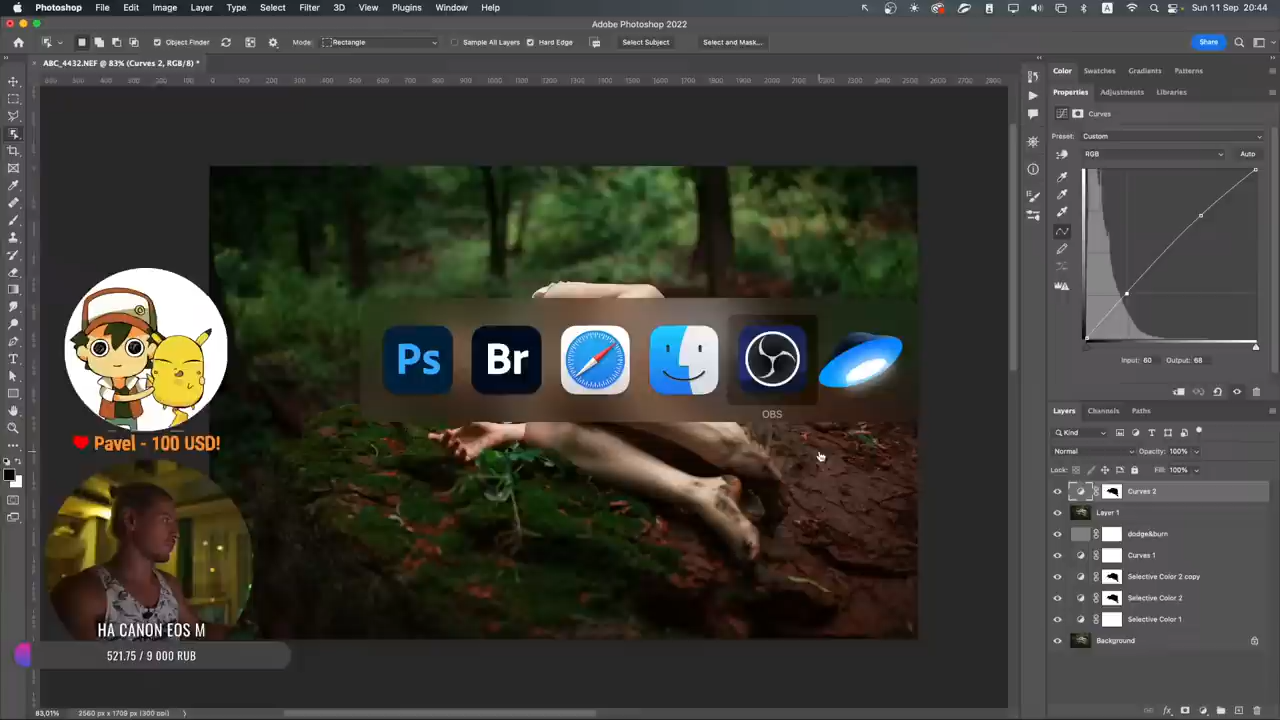 Photoshop File Edit Image Layer Type Select Filter 3D View Plugins Window Help
A
Sun 11 Sep 20:44
Adobe Photoshop 2022
Object Finder
Mode:
Rectangle
Sample All Layers
Hard Edge
Select Subject
Select and Mask...
Share
ABC_4432.NEF @ 83% (Curves 2, RGB/8) *
Color Swatches Gradients Patterns
Properties Adjustments Libraries
Curves
Preset: Custom
RGB
Auto
Input: 60 Output: 68
Ps
Br
OBS
Pavel - 100 USD!
НА CANON EOS M
521.75 / 9 000 RUB
Layers Channels Paths
Kind
Normal
Opacity: 100%
Lock:
Fill: 100%
Curves 2
Layer 1
dodge&burn
Curves 1
Selective Color 2 copy
Selective Color 2
Selective Color 1
Background
83,01%
2560 px x 1709 px (300 ppi)